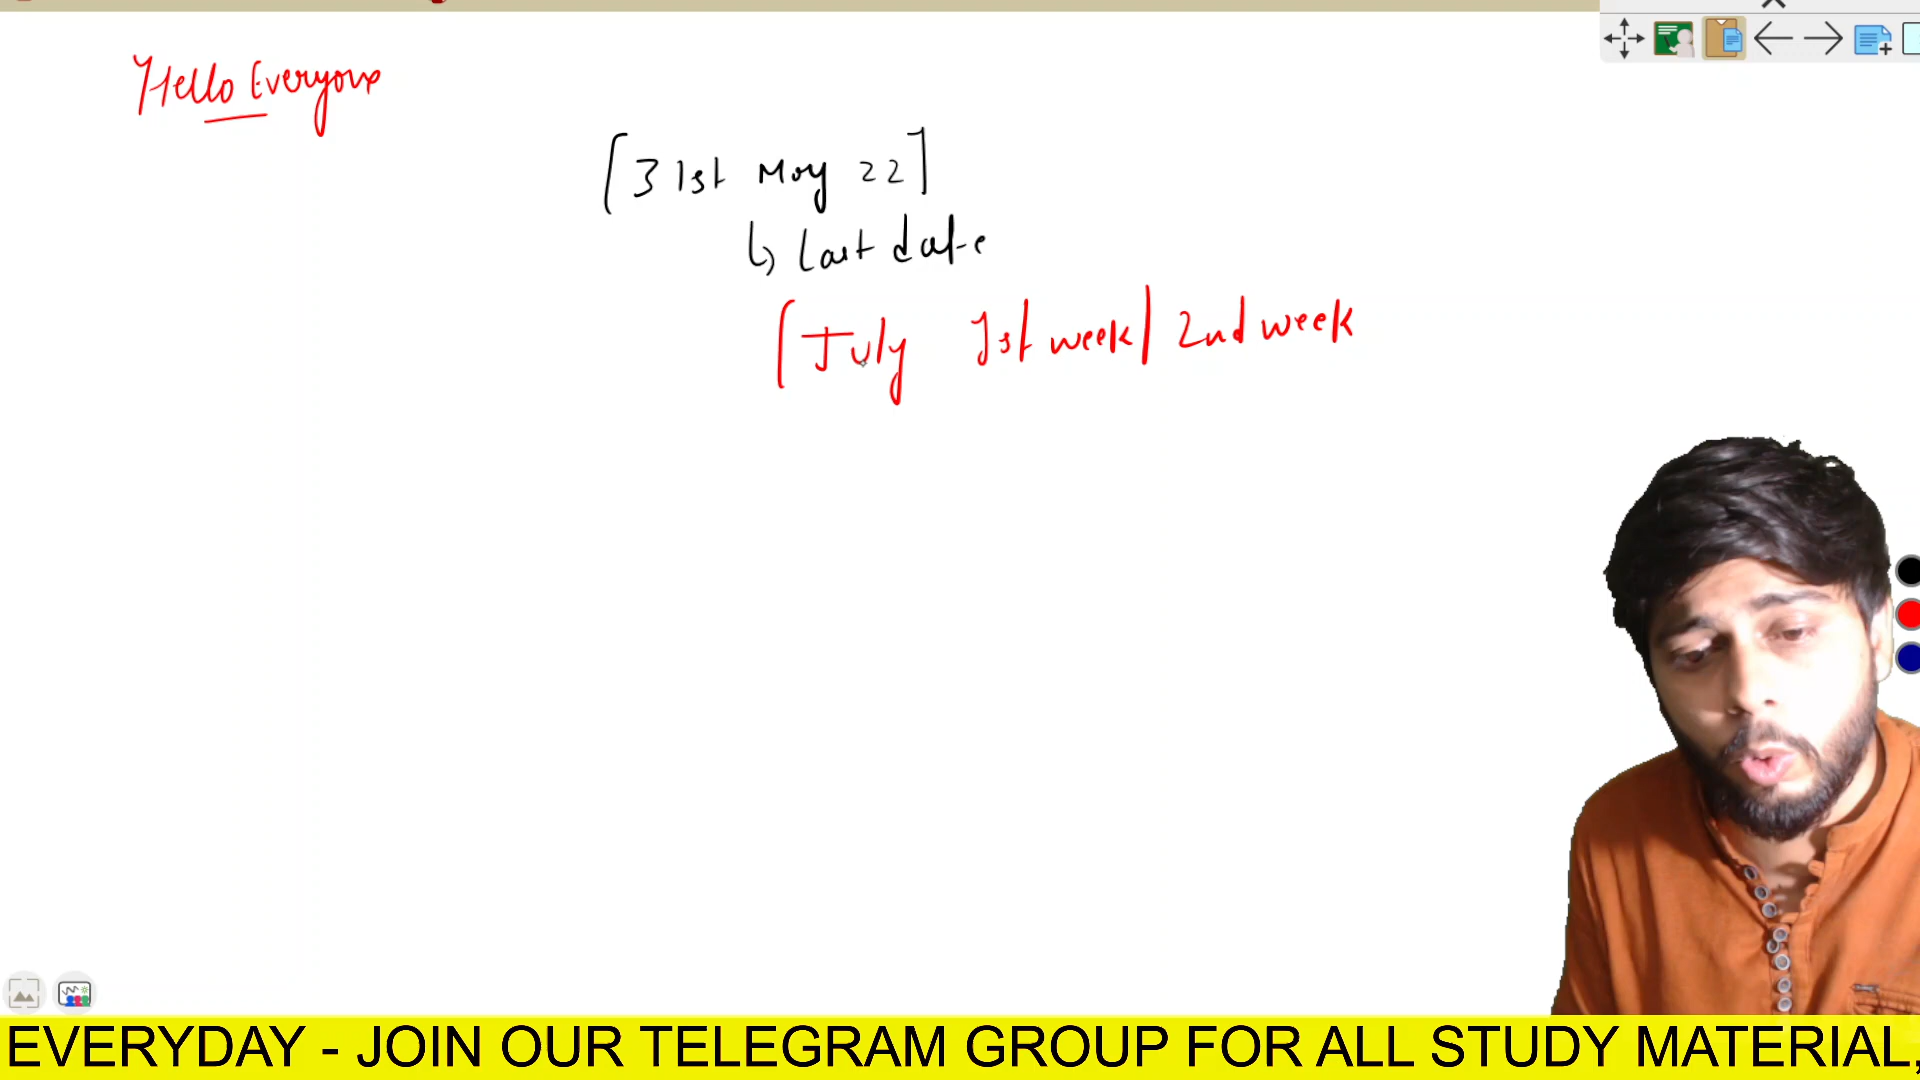 Hello Everyone
[31st May 22]
↳ Last date
[July 1st week / 2nd week
EVERYDAY - JOIN OUR TELEGRAM GROUP FOR ALL STUDY MATERIAL,